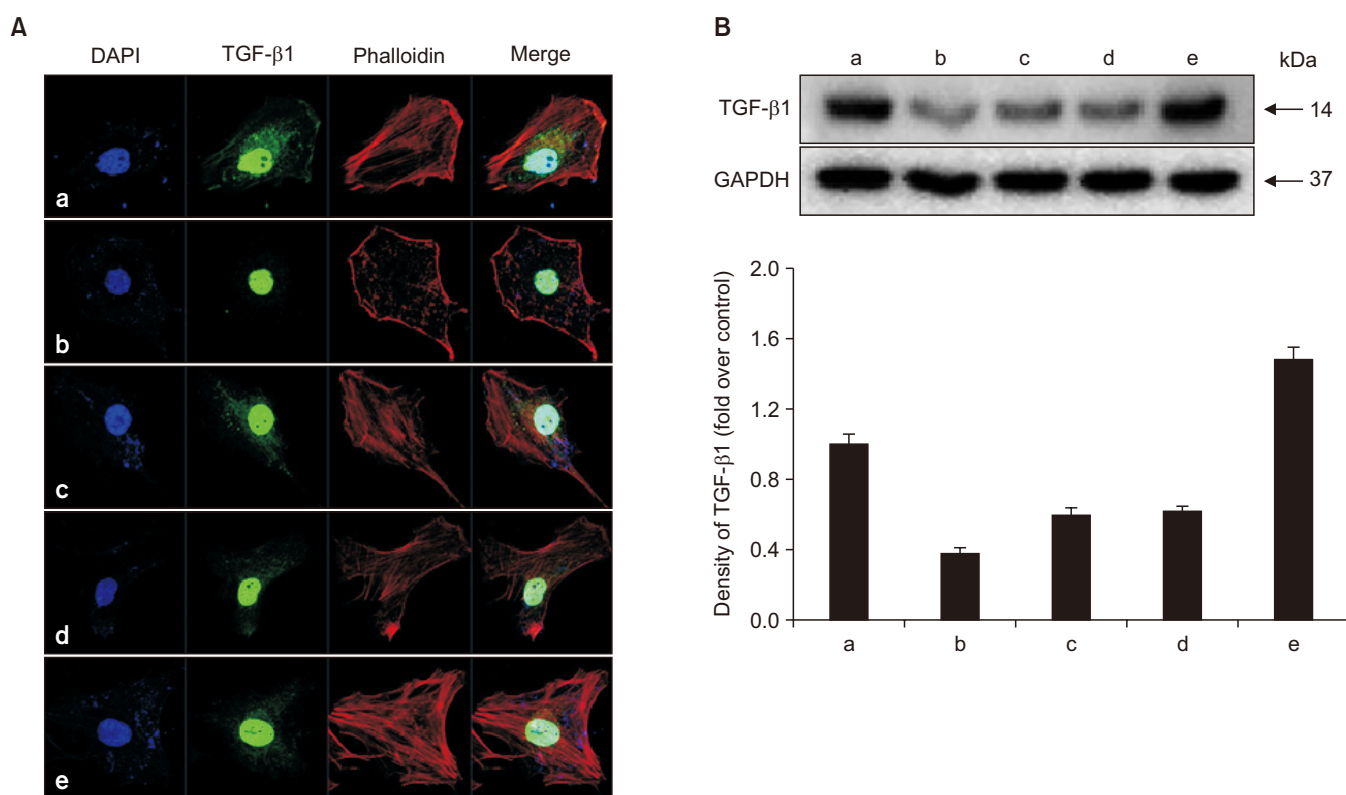 A
DAPI TGF-β1 Phalloidin Merge
a
b
c
d
e
B
a b c d e kDa
TGF-β1 14
GAPDH 37
Density of TGF-β1 (fold over control)
2.0
1.6
1.2
0.8
0.4
0.0
a b c d e